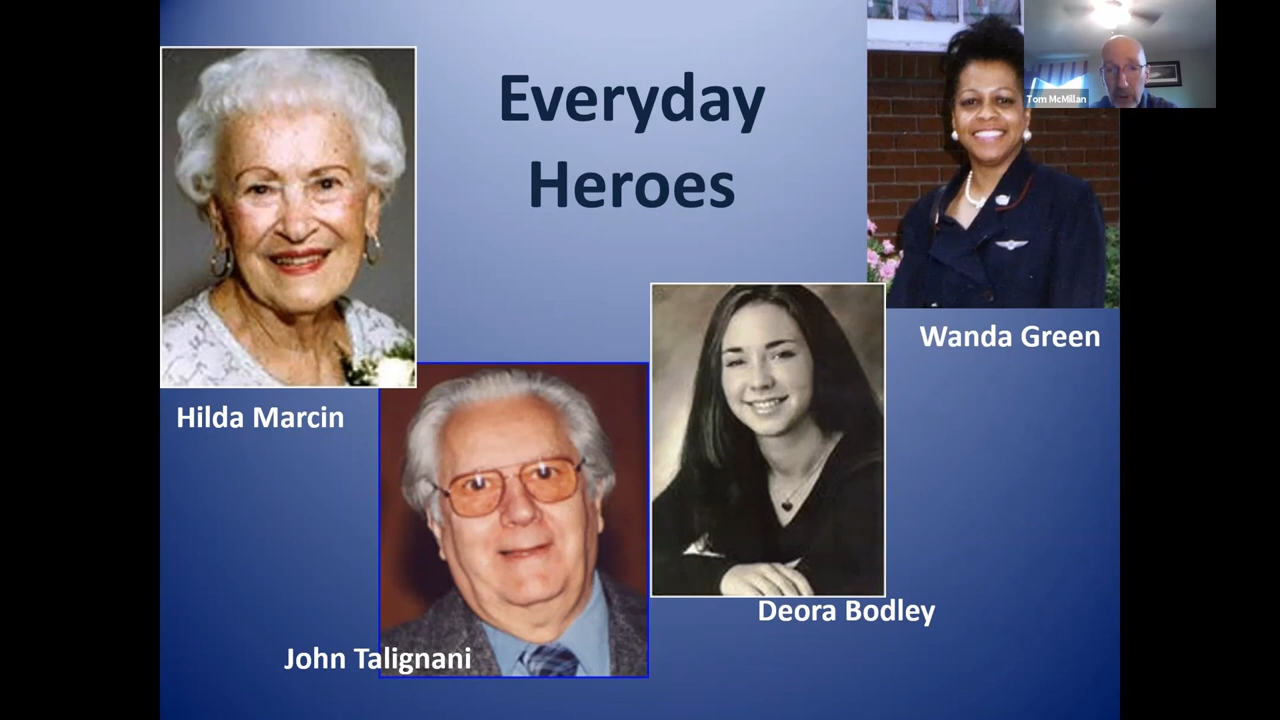 Everyday
Heroes
Tom McMillan
Wanda Green
Hilda Marcin
Deora Bodley
John Talignani